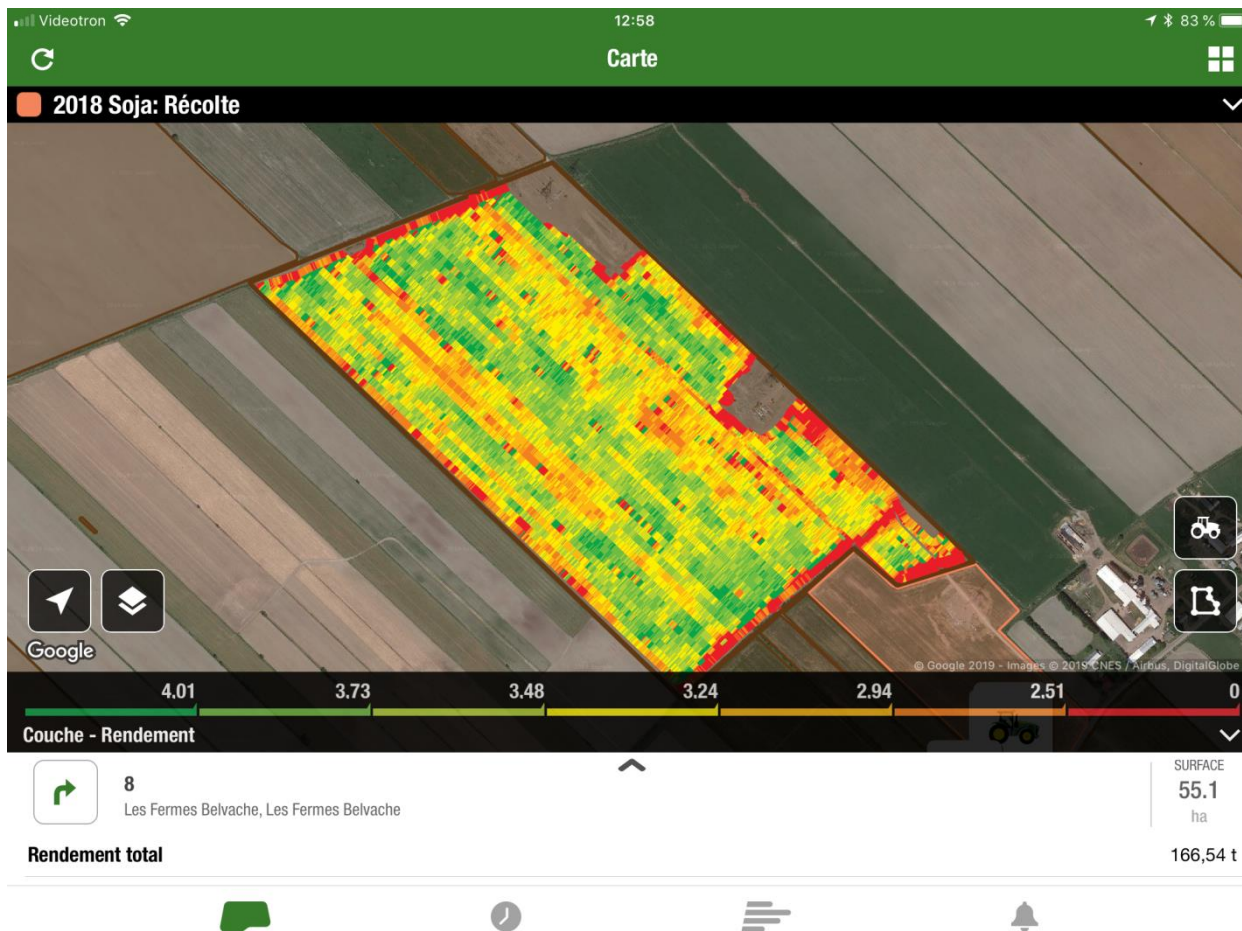 Videotron 12:58 83 %
Carte
2018 Soja: Récolte
Google
© Google 2019 - Images © 2019 CNES / Airbus, DigitalGlobe
4.01 3.73 3.48 3.24 2.94 2.51 0
Couche - Rendement
8
Les Fermes Belvache, Les Fermes Belvache
SURFACE
55.1
ha
Rendement total 166,54 t